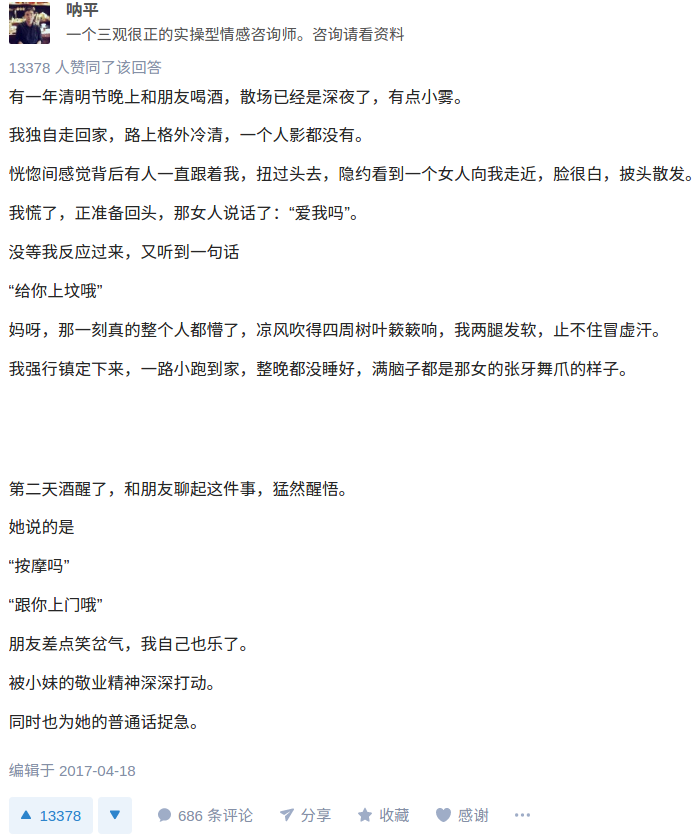 呐平
一个三观很正的实操型情感咨询师。咨询请看资料
13378 人赞同了该回答
有一年清明节晚上和朋友喝酒，散场已经是深夜了，有点小雾。
我独自走回家，路上格外冷清，一个人影都没有。
恍惚间感觉背后有人一直跟着我，扭过头去，隐约看到一个女人向我走近，脸很白，披头散发。
我慌了，正准备回头，那女人说话了：“爱我吗”。
没等我反应过来，又听到一句话
“给你上坟哦”
妈呀，那一刻真的整个人都懵了，凉风吹得四周树叶簌簌响，我两腿发软，止不住冒虚汗。
我强行镇定下来，一路小跑到家，整晚都没睡好，满脑子都是那女的张牙舞爪的样子。
第二天酒醒了，和朋友聊起这件事，猛然醒悟。
她说的是
“按摩吗”
“跟你上门哦”
朋友差点笑岔气，我自己也乐了。
被小妹的敬业精神深深打动。
同时也为她的普通话捉急。
编辑于 2017-04-18
13378 686 条评论 分享 收藏 感谢